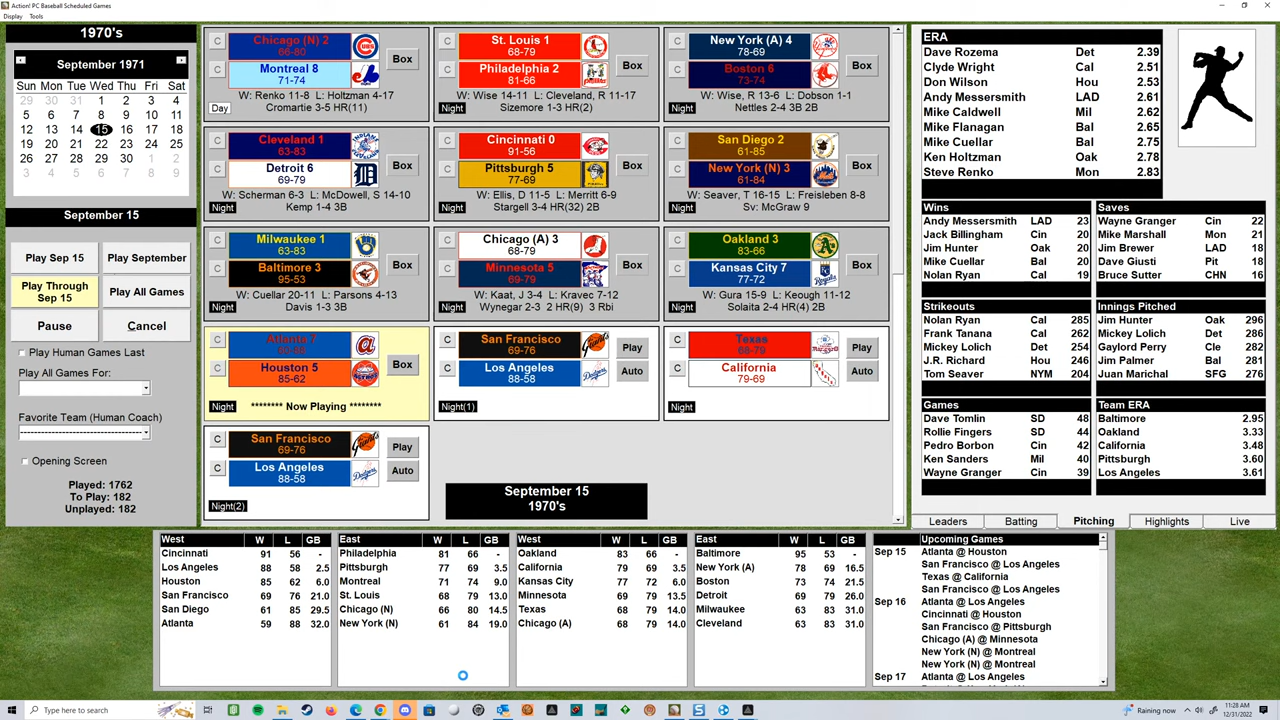 Action! PC Baseball Scheduled Games
Display Tools
1970's
September 1971
Sun Mon Tue Wed Thu Fri Sat
29 30 31 1 2 3 4
5 6 7 8 9 10 11
12 13 14 15 16 17 18
19 20 21 22 23 24 25
26 27 28 29 30 1 2
3 4 5 6 7 8 9
September 15
Play Sep 15
Play September
Play Through Sep 15
Play All Games
Pause
Cancel
Play Human Games Last
Play All Games For:
Favorite Team (Human Coach)
Opening Screen
Played: 1762
To Play: 182
Unplayed: 182
C Chicago (N) 2
66-80
C Montreal 8
71-74
Box
W: Renko 11-8 L: Holtzman 4-17
Day Cromartie 3-5 HR(11)
C St. Louis 1
68-79
C Philadelphia 2
81-66
Box
W: Wise 14-11 L: Cleveland, R 11-17
Night Sizemore 1-3 HR(2)
C New York (A) 4
78-69
C Boston 6
73-74
Box
W: Wise, R 13-6 L: Dobson 1-1
Night Nettles 2-4 3B 2B
C Cleveland 1
63-83
C Detroit 6
69-79
Box
W: Scherman 6-3 L: McDowell, S 14-10
Night Kemp 1-4 3B
C Cincinnati 0
91-56
C Pittsburgh 5
77-69
Box
W: Ellis, D 11-5 L: Merritt 6-9
Night Stargell 3-4 HR(32) 2B
C San Diego 2
61-85
C New York (N) 3
61-84
Box
W: Seaver, T 16-15 L: Freisleben 8-8
Night Sv: McGraw 9
C Milwaukee 1
63-83
C Baltimore 3
95-53
Box
W: Cuellar 20-11 L: Parsons 4-13
Night Davis 1-3 3B
C Chicago (A) 3
68-79
C Minnesota 5
69-79
Box
W: Kaat, J 3-4 L: Kravec 7-12
Night Wynegar 2-3 2 HR(9) 3 Rbi
C Oakland 3
83-66
C Kansas City 7
77-72
Box
W: Gura 15-9 L: Keough 11-12
Night Solaita 2-4 HR(4) 2B
C Atlanta 7
C Houston 5
85-62
Box
Night ******** Now Playing ********
C San Francisco
69-76
C Los Angeles
88-58
Play
Auto
Night(1)
C Texas
68-79
C California
79-69
Play
Auto
Night
C San Francisco
69-76
C Los Angeles
88-58
Play
Auto
Night(2)
September 15
1970's
ERA
Dave Rozema Det 2.39
Clyde Wright Cal 2.51
Don Wilson Hou 2.53
Andy Messersmith LAD 2.61
Mike Caldwell Mil 2.62
Mike Flanagan Bal 2.65
Mike Cuellar Bal 2.75
Ken Holtzman Oak 2.78
Steve Renko Mon 2.83
Wins
Andy Messersmith LAD 23
Jack Billingham Cin 20
Jim Hunter Oak 20
Mike Cuellar Bal 20
Nolan Ryan Cal 19
Saves
Wayne Granger Cin 22
Mike Marshall Mon 21
Jim Brewer LAD 18
Dave Giusti Pit 18
Bruce Sutter CHN 16
Strikeouts
Nolan Ryan Cal 285
Frank Tanana Cal 262
Mickey Lolich Det 254
J.R. Richard Hou 246
Tom Seaver NYM 204
Innings Pitched
Jim Hunter Oak 296
Mickey Lolich Det 286
Gaylord Perry Cle 282
Jim Palmer Bal 281
Juan Marichal SFG 276
Games
Dave Tomlin SD 48
Rollie Fingers SD 44
Pedro Borbon Cin 42
Ken Sanders Mil 40
Wayne Granger Cin 39
Team ERA
Baltimore 2.95
Oakland 3.33
California 3.48
Pittsburgh 3.60
Los Angeles 3.61
Leaders Batting Pitching Highlights Live
West W L GB
Cincinnati 91 56 -
Los Angeles 88 58 2.5
Houston 85 62 6.0
San Francisco 69 76 21.0
San Diego 61 85 29.5
Atlanta 59 88 32.0
East W L GB
Philadelphia 81 66 -
Pittsburgh 77 69 3.5
Montreal 71 74 9.0
St. Louis 68 79 13.0
Chicago (N) 66 80 14.5
New York (N) 61 84 19.0
West W L GB
Oakland 83 66 -
California 79 69 3.5
Kansas City 77 72 6.0
Minnesota 69 79 13.5
Texas 68 79 14.0
Chicago (A) 68 79 14.0
East W L GB
Baltimore 95 53 -
New York (A) 78 69 16.5
Boston 73 74 21.5
Detroit 69 79 26.0
Milwaukee 63 83 31.0
Cleveland 63 83 31.0
Upcoming Games
Sep 15 Atlanta @ Houston
San Francisco @ Los Angeles
Texas @ California
San Francisco @ Los Angeles
Sep 16 Atlanta @ Los Angeles
Cincinnati @ Houston
San Francisco @ Pittsburgh
Chicago (A) @ Minnesota
New York (N) @ Montreal
New York (N) @ Montreal
Sep 17 Atlanta @ Los Angeles
Type here to search
Raining now
11:28 AM
12/31/2022